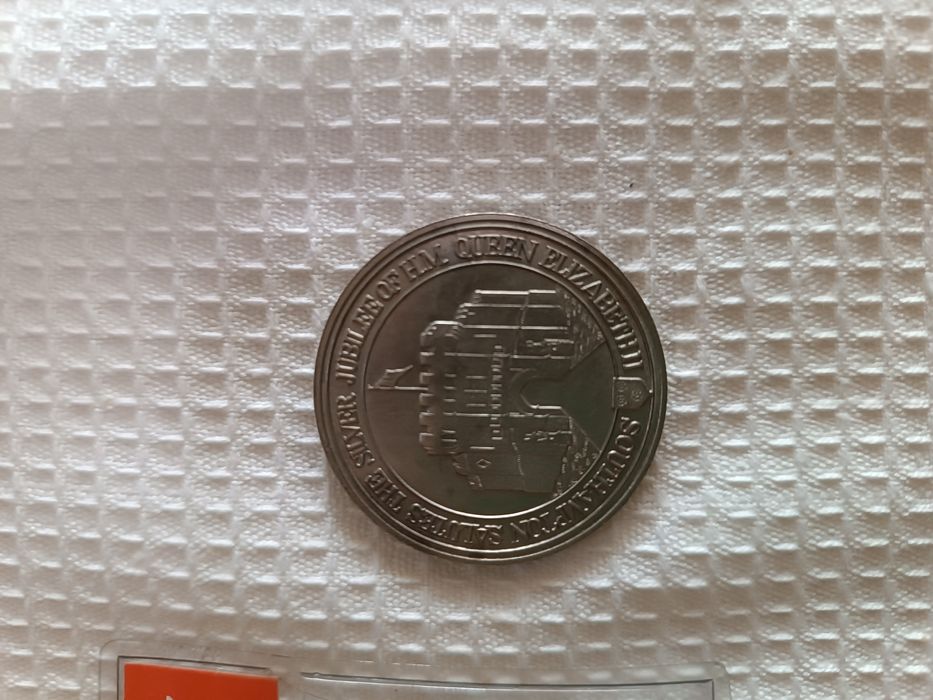 SOUTHAMPTON SALUTES THE SILVER JUBILEE OF H.M. QUEEN ELIZABETH II